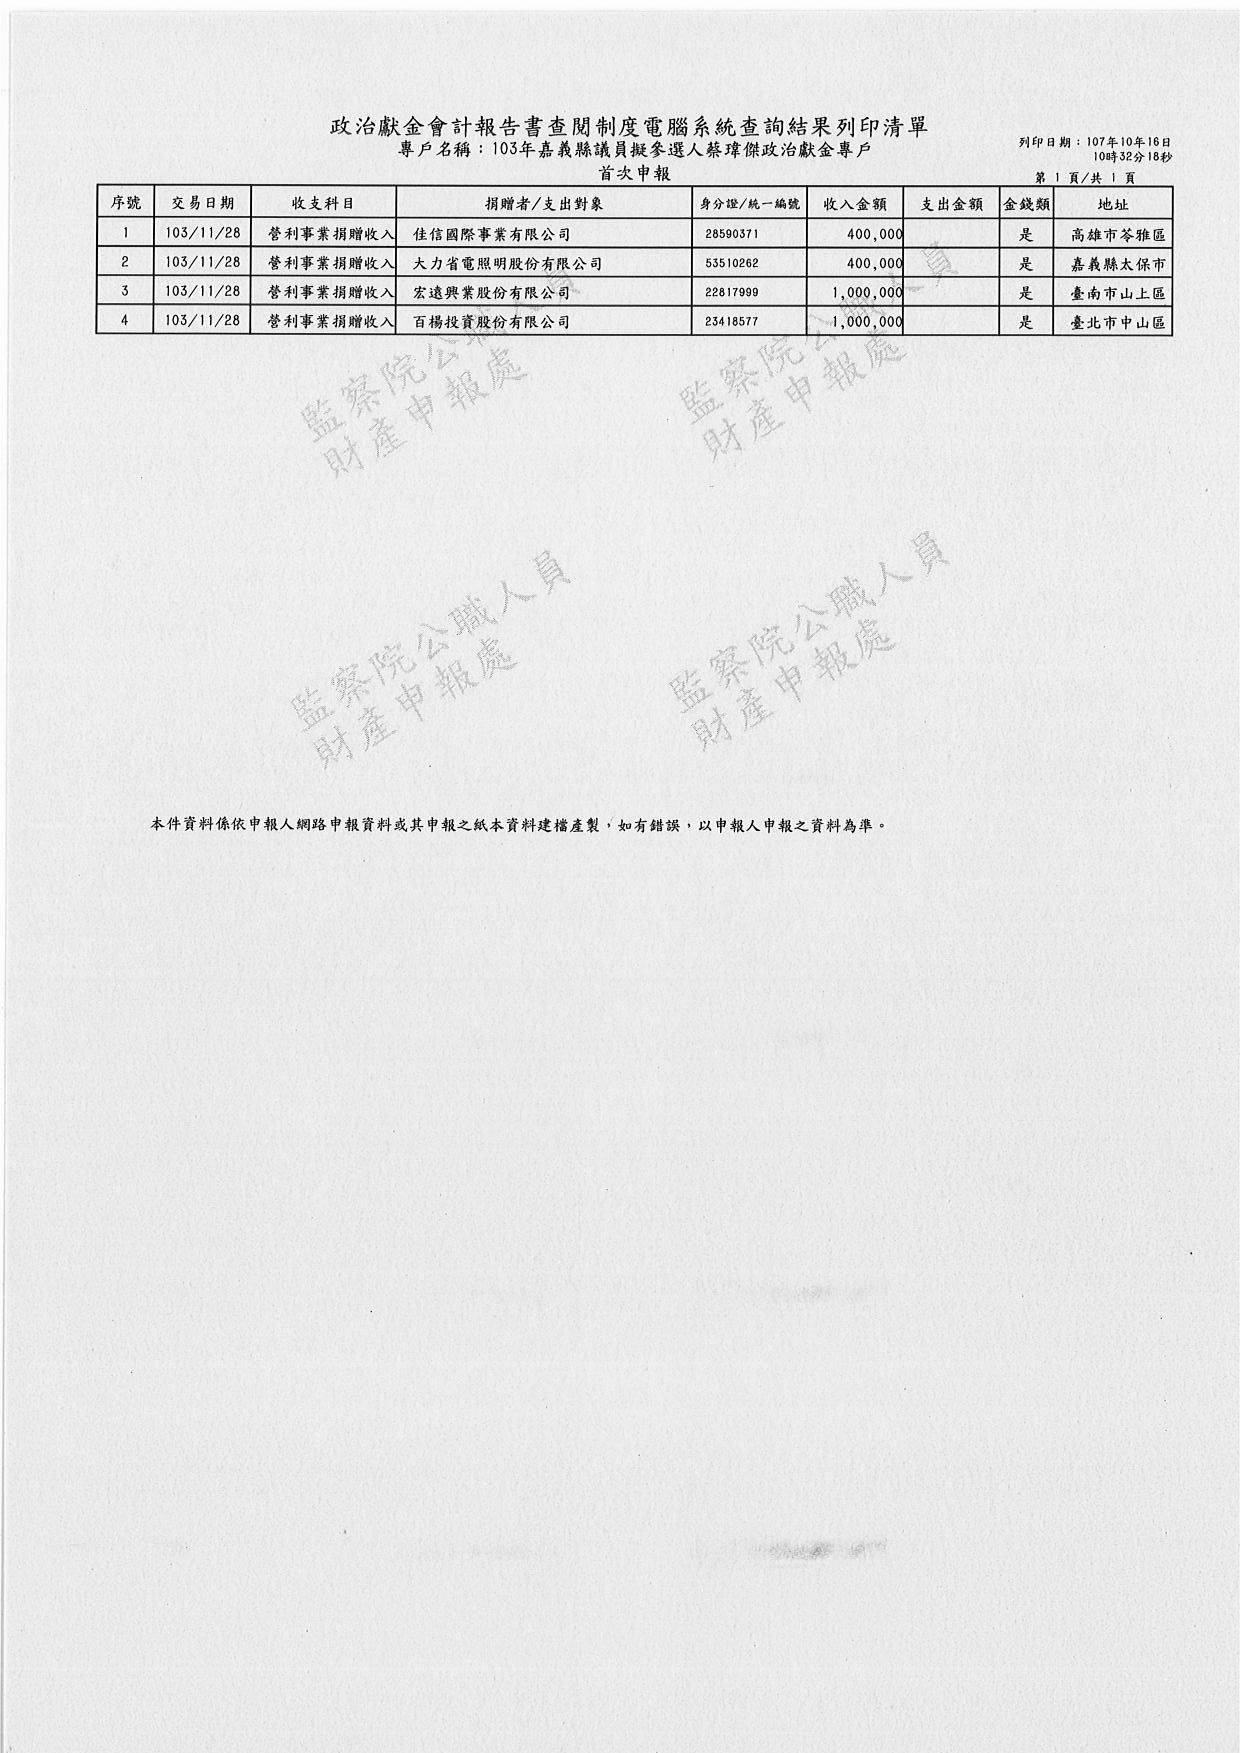 政治獻金會計報告書查閱制度電腦系統查詢結果列印清單
專戶名稱：103年嘉義縣議員擬參選人蔡瑋傑政治獻金專戶
首次申報
列印日期：107年10月16日
10時32分18秒
第 1 頁/共 1 頁
序號 交易日期 收支科目 捐贈者/支出對象 身分證/統一編號 收入金額 支出金額 金錢類 地址
1 103/11/28 營利事業捐贈收入 佳信國際事業有限公司 28590371 400,000 是 高雄市苓雅區
2 103/11/28 營利事業捐贈收入 大力省電照明股份有限公司 53510262 400,000 是 嘉義縣太保市
3 103/11/28 營利事業捐贈收入 宏遠興業股份有限公司 22817999 1,000,000 是 臺南市山上區
4 103/11/28 營利事業捐贈收入 百楊投資股份有限公司 23418577 1,000,000 是 臺北市中山區
監察院公職人員
財產申報處
監察院公職人員
財產申報處
監察院公職人員
財產申報處
監察院公職人員
財產申報處
本件資料係依申報人網路申報資料或其申報之紙本資料建檔產製，如有錯誤，以申報人申報之資料為準。